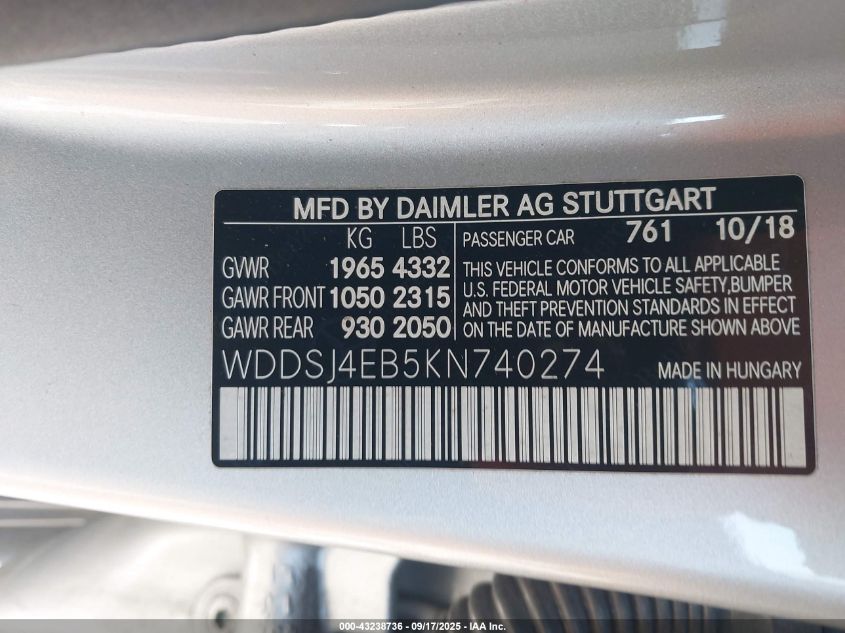 MFD BY DAIMLER AG STUTTGART
KG LBS
GVWR 1965 4332
GAWR FRONT 1050 2315
GAWR REAR 930 2050
PASSENGER CAR 761 10/18
THIS VEHICLE CONFORMS TO ALL APPLICABLE
U.S. FEDERAL MOTOR VEHICLE SAFETY,BUMPER
AND THEFT PREVENTION STANDARDS IN EFFECT
ON THE DATE OF MANUFACTURE SHOWN ABOVE
WDDSJ4EB5KN740274 MADE IN HUNGARY
000-43238736 - 09/17/2025 - IAA Inc.